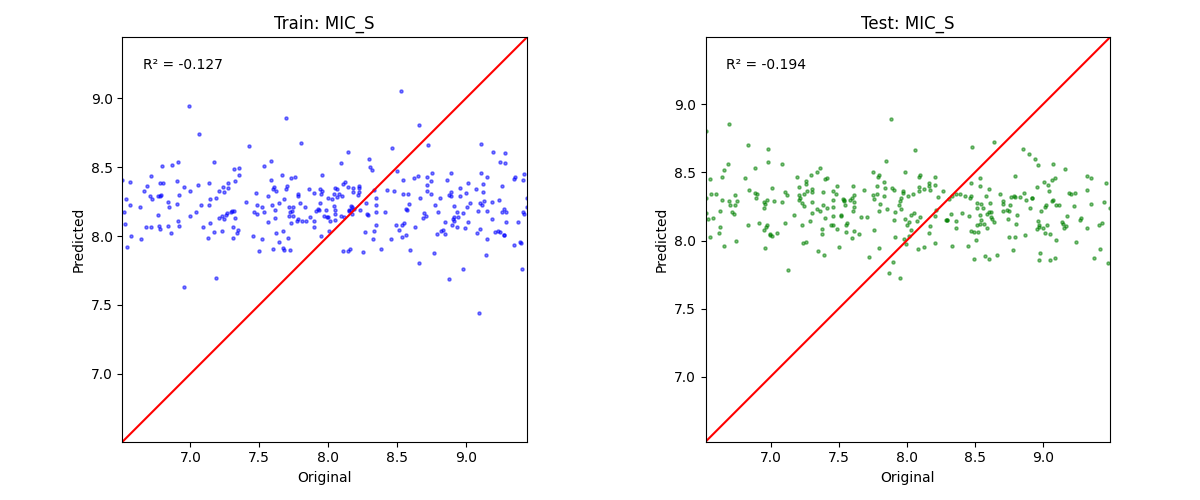 Train: MIC_S
R² = -0.127
9.0
8.5
8.0
7.5
7.0
Predicted
7.0 7.5 8.0 8.5 9.0
Original
Test: MIC_S
R² = -0.194
9.0
8.5
8.0
7.5
7.0
Predicted
7.0 7.5 8.0 8.5 9.0
Original